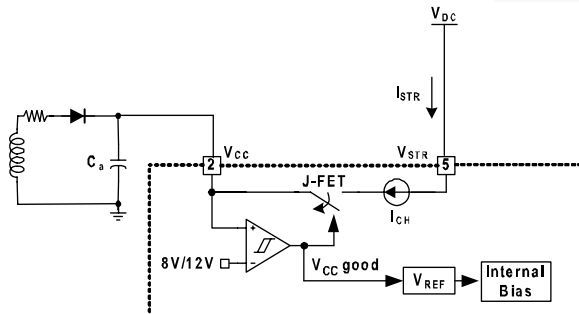 VDC
ISTR
Ca
2
VCC
VSTR
5
J-FET
ICH
8V/12V
+
-
VCC good
VREF
Internal
Bias